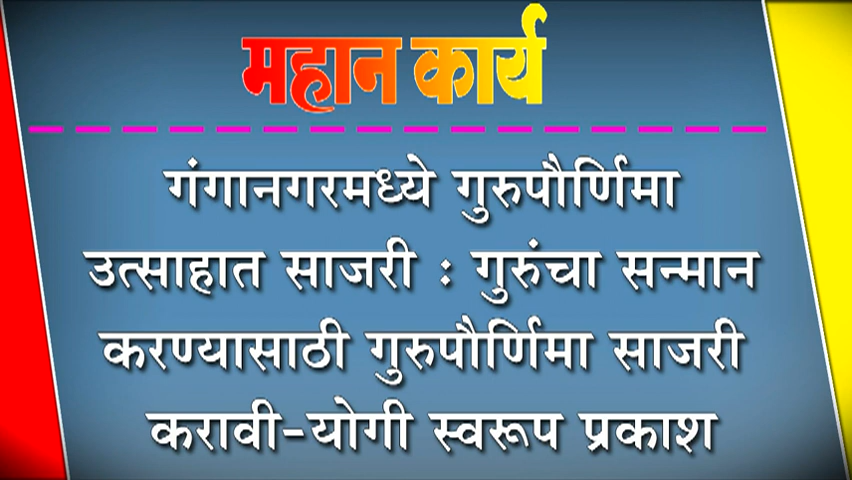 महान कार्य
गंगानगरमध्ये गुरुपौर्णिमा
उत्साहात साजरी : गुरुंचा सन्मान
करण्यासाठी गुरुपौर्णिमा साजरी
करावी-योगी स्वरूप प्रकाश